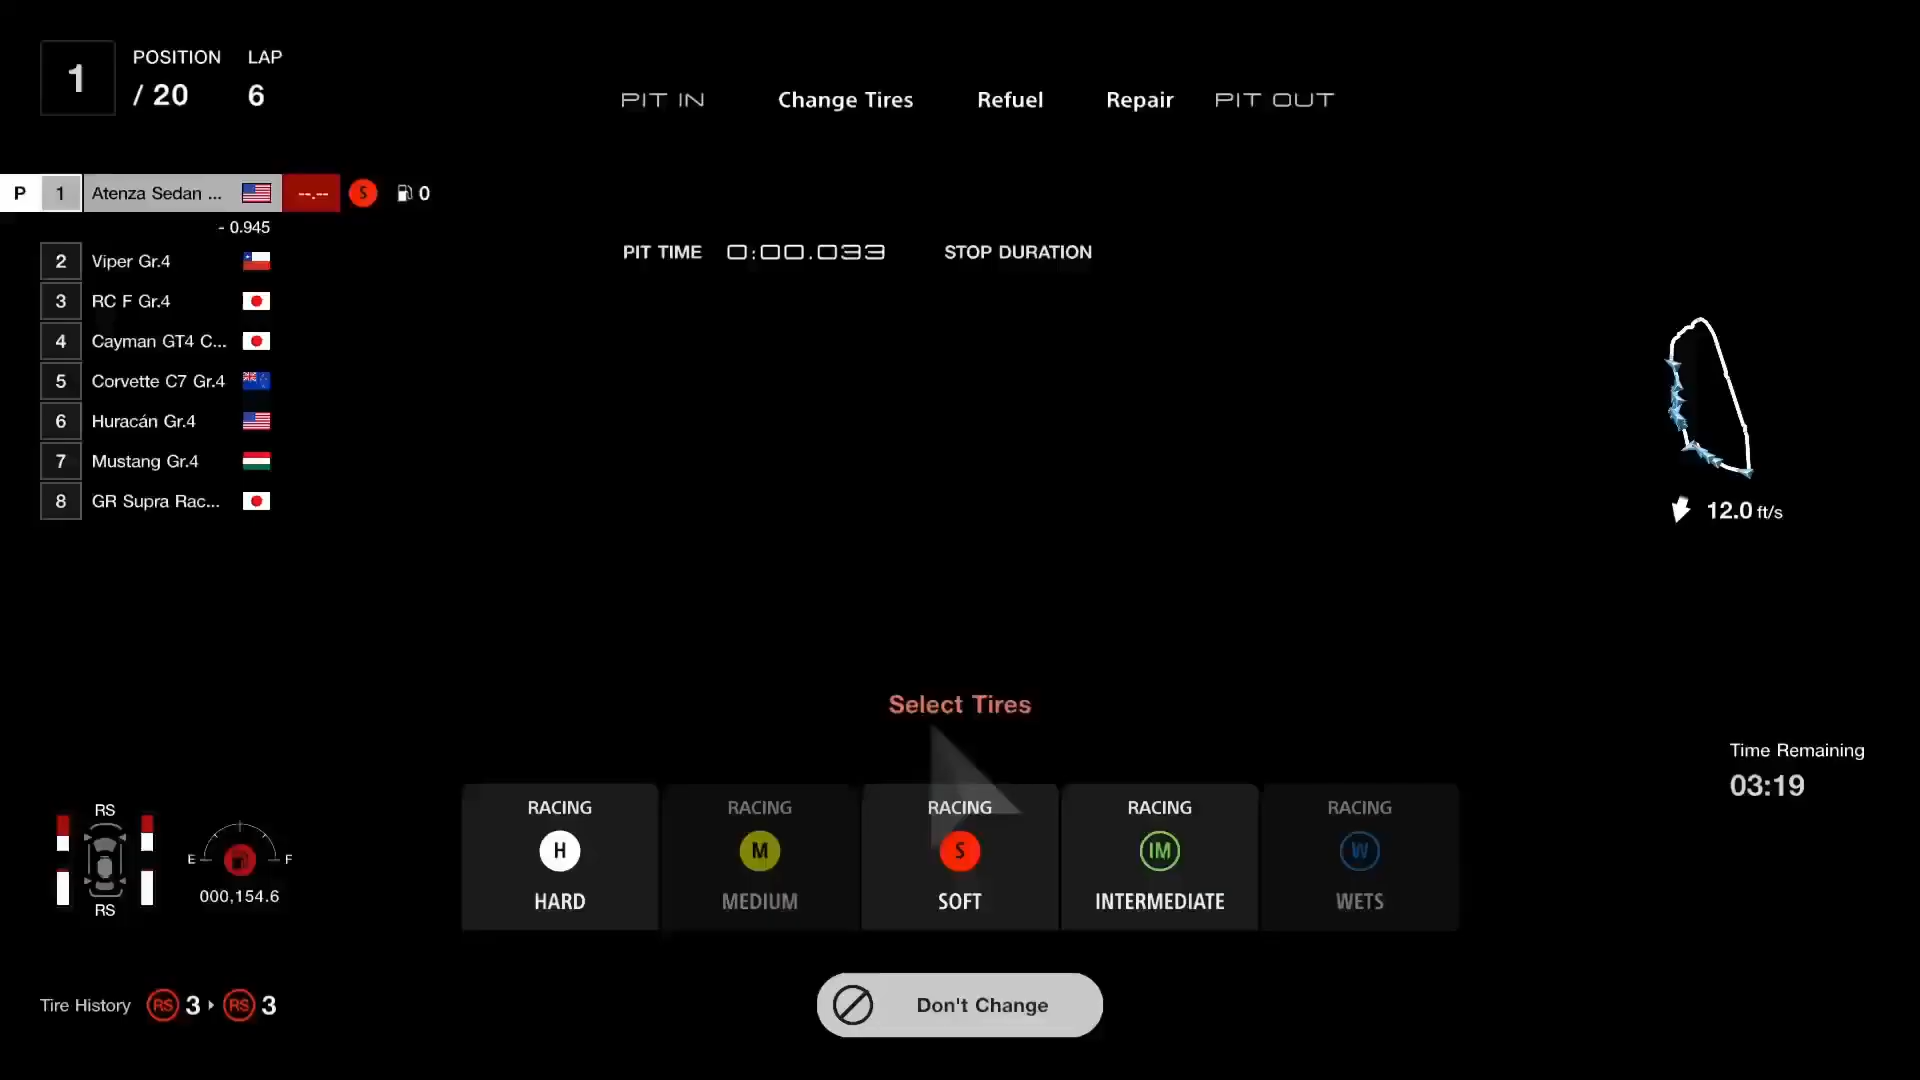 1
POSITION LAP
/ 20 6
PIT IN Change Tires Refuel Repair PIT OUT
P 1 Atenza Sedan ... --.-- S 0
- 0.945
2 Viper Gr.4
3 RC F Gr.4
4 Cayman GT4 C...
5 Corvette C7 Gr.4
6 Huracán Gr.4
7 Mustang Gr.4
8 GR Supra Rac...
PIT TIME 0:00.033 STOP DURATION
12.0 ft/s
Select Tires
Time Remaining
03:19
RACING H HARD
RACING M MEDIUM
RACING S SOFT
RACING IM INTERMEDIATE
RACING W WETS
RS
E F
000,154.6
RS
Tire History RS 3 RS 3
Don't Change